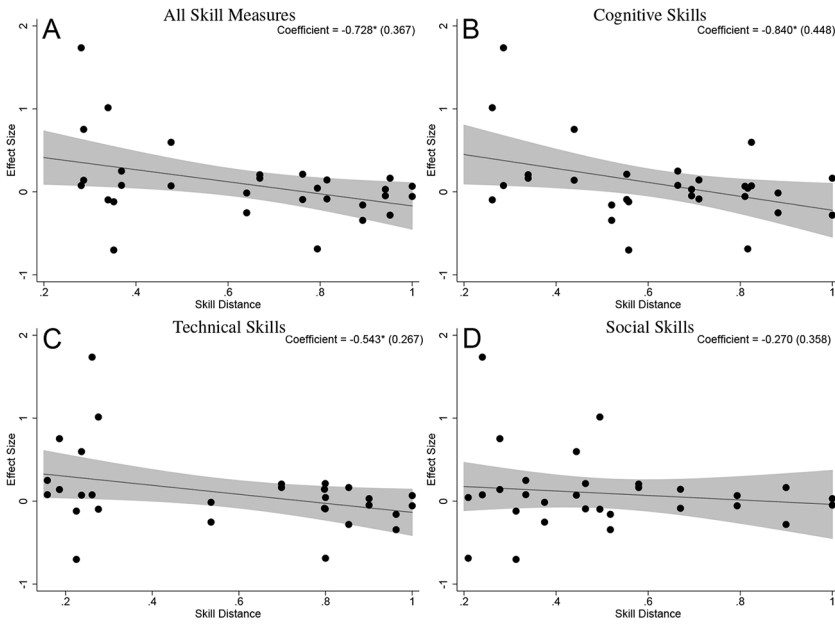 A
All Skill Measures
Coefficient = -0.728* (0.367)
2
1
0
-1
Effect Size
.2 .4 .6 .8 1
Skill Distance
B
Cognitive Skills
Coefficient = -0.840* (0.448)
2
1
0
-1
Effect Size
.2 .4 .6 .8 1
Skill Distance
C
Technical Skills
Coefficient = -0.543* (0.267)
2
1
0
-1
Effect Size
.2 .4 .6 .8 1
Skill Distance
D
Social Skills
Coefficient = -0.270 (0.358)
2
1
0
-1
Effect Size
.2 .4 .6 .8 1
Skill Distance